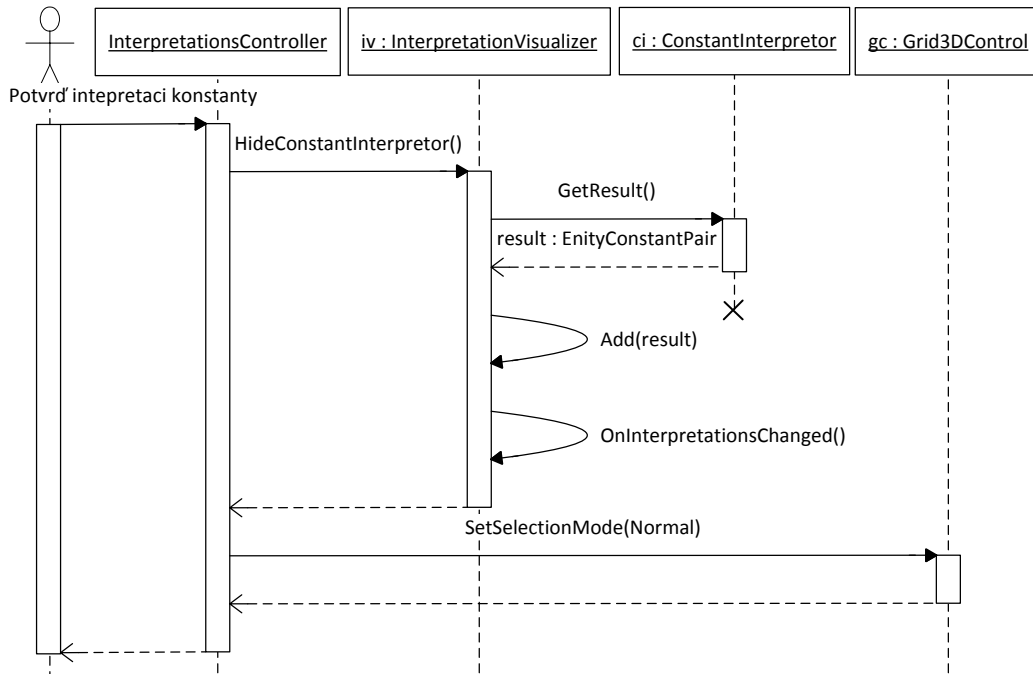 InterpretationsController
iv : InterpretationVisualizer
ci : ConstantInterpretor
gc : Grid3DControl
Potvrď intepretaci konstanty
HideConstantInterpretor()
GetResult()
result : EnityConstantPair
Add(result)
OnInterpretationsChanged()
SetSelectionMode(Normal)